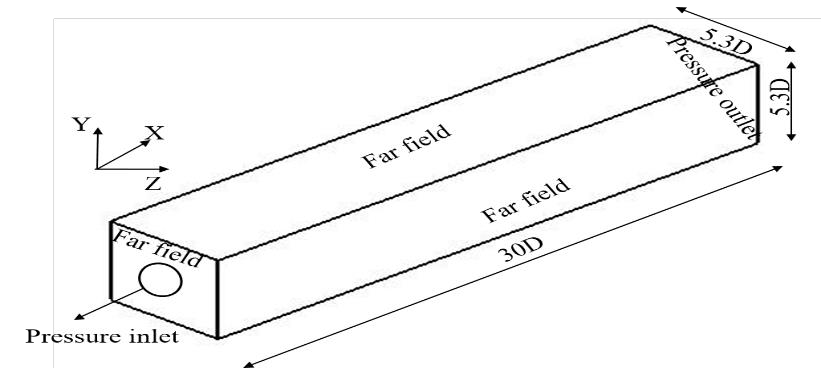 5.3D
Pressure outlet
5.3D
Y
X
Z
Far field
Far field
Far field
30D
Pressure inlet